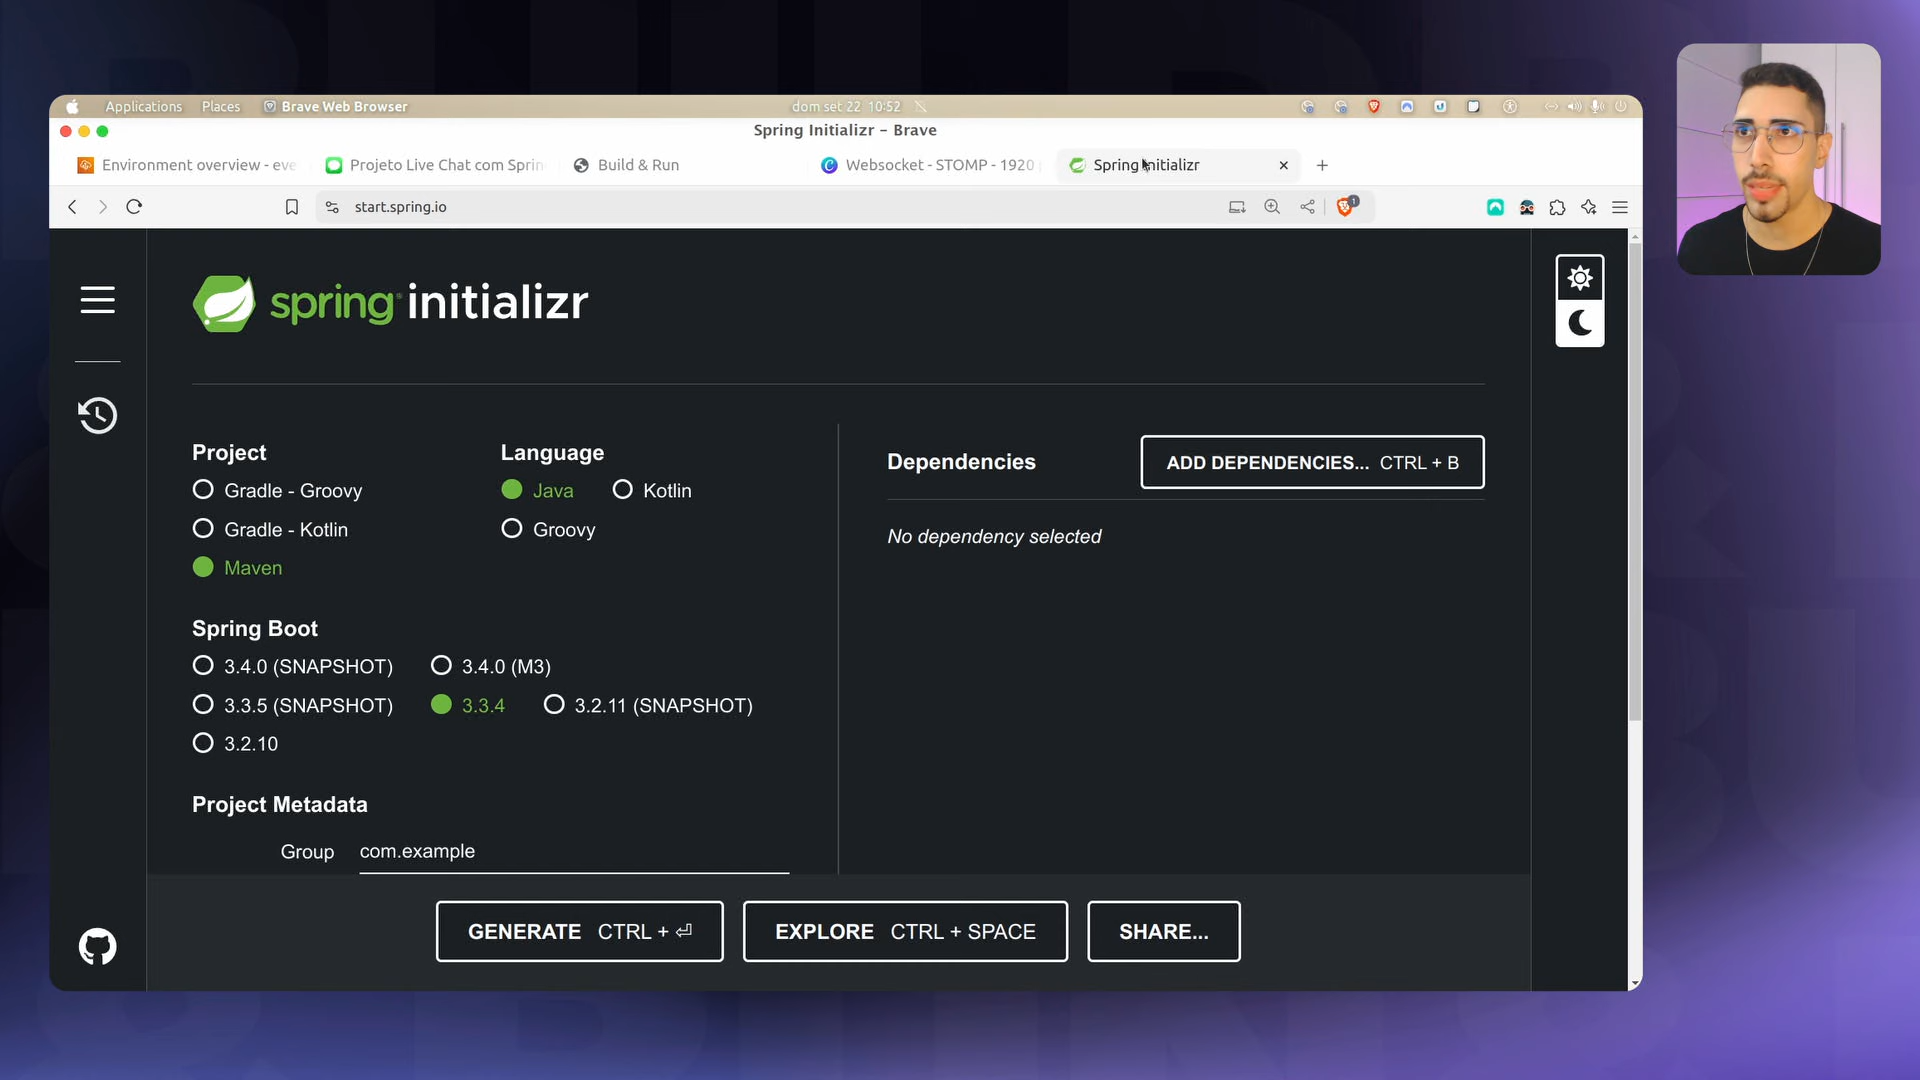 Applications Places Brave Web Browser dom set 22 10:52
Spring Initializr – Brave
Environment overview - eve Projeto Live Chat com Sprin Build & Run Websocket - STOMP - 1920 Spring Initializr
start.spring.io 1
spring initializr
Project
Gradle - Groovy
Gradle - Kotlin
Maven
Language
Java Kotlin
Groovy
Spring Boot
3.4.0 (SNAPSHOT) 3.4.0 (M3)
3.3.5 (SNAPSHOT) 3.3.4 3.2.11 (SNAPSHOT)
3.2.10
Project Metadata
Group com.example
Dependencies ADD DEPENDENCIES... CTRL + B
No dependency selected
GENERATE CTRL + ⏎ EXPLORE CTRL + SPACE SHARE...